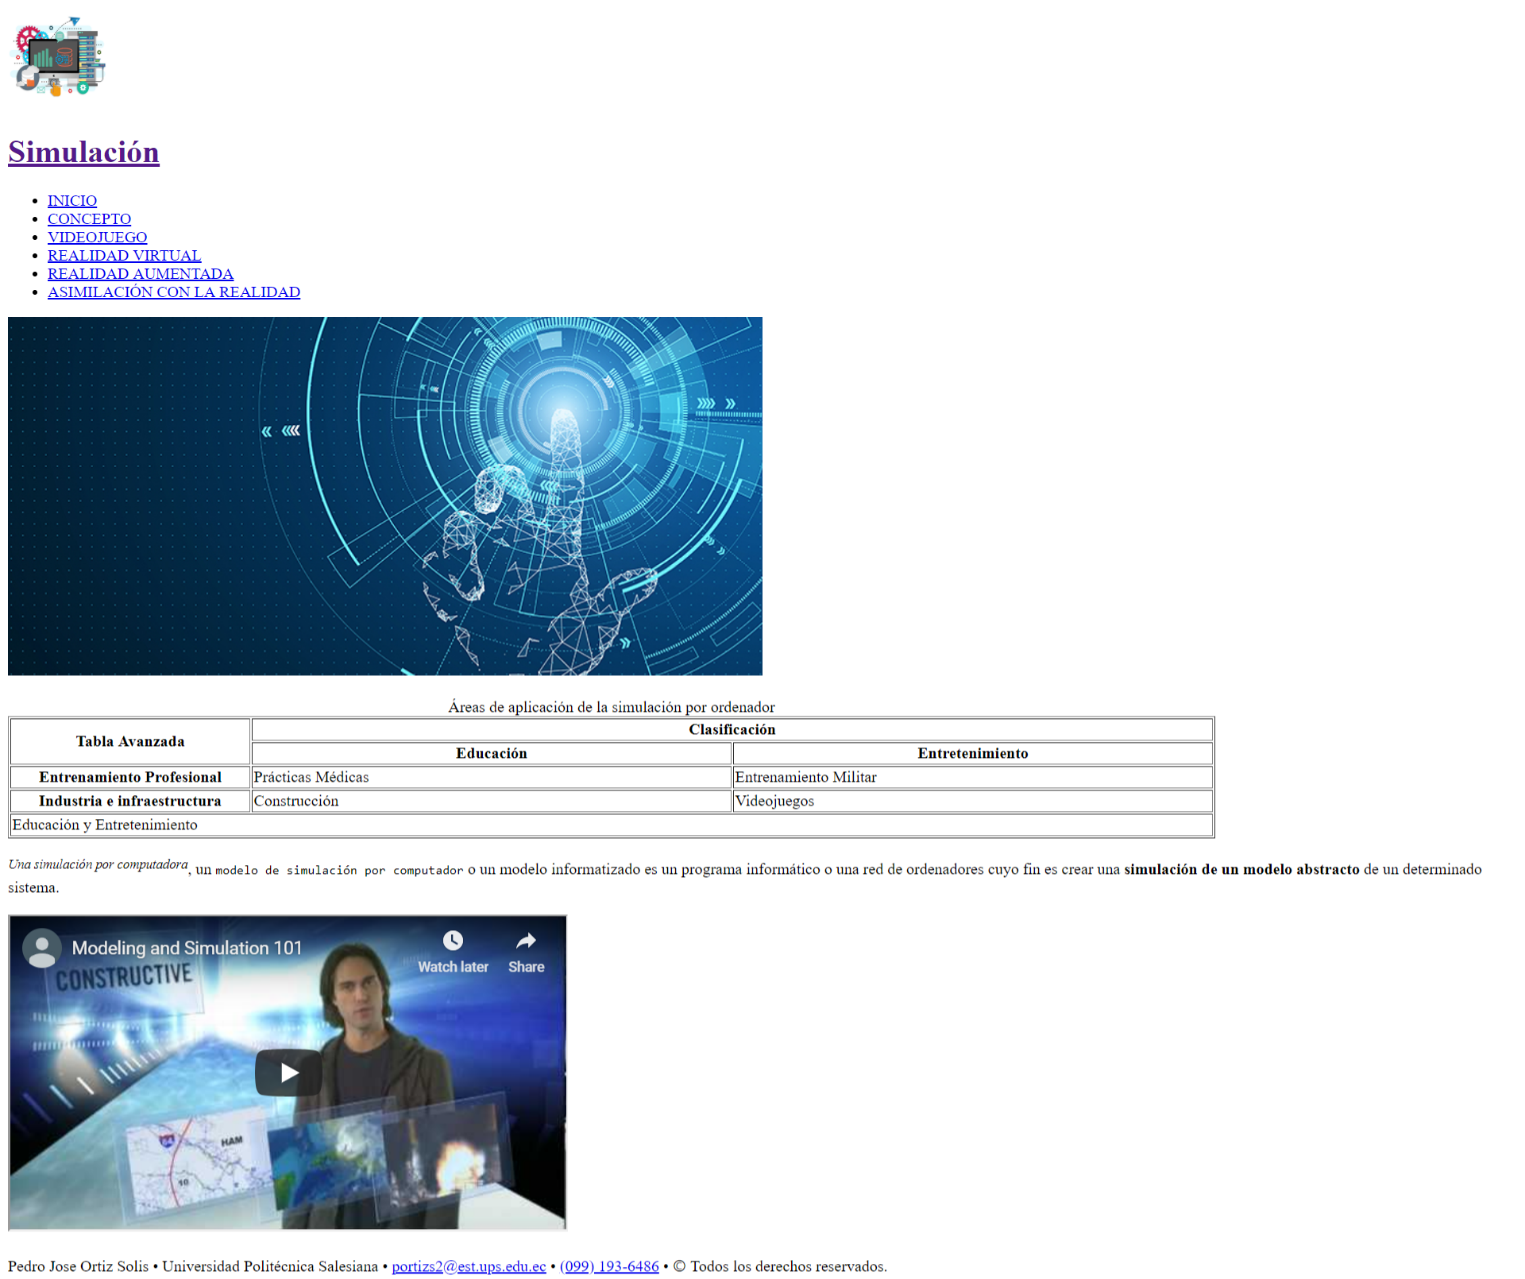 Simulación
INICIO
CONCEPTO
VIDEOJUEGO
REALIDAD VIRTUAL
REALIDAD AUMENTADA
ASIMILACIÓN CON LA REALIDAD
Áreas de aplicación de la simulación por ordenador
Tabla Avanzada
Clasificación
Educación
Entretenimiento
Entrenamiento Profesional
Prácticas Médicas
Entrenamiento Militar
Industria e infraestructura
Construcción
Videojuegos
Educación y Entretenimiento
Una simulación por computadora, un modelo de simulación por computador o un modelo informatizado es un programa informático o una red de ordenadores cuyo fin es crear una simulación de un modelo abstracto de un determinado
sistema.
Modeling and Simulation 101
Watch later
Share
CONSTRUCTIVE
64
HAM
10
Pedro Jose Ortiz Solis • Universidad Politécnica Salesiana • portizs2@est.ups.edu.ec • (099) 193-6486 • © Todos los derechos reservados.